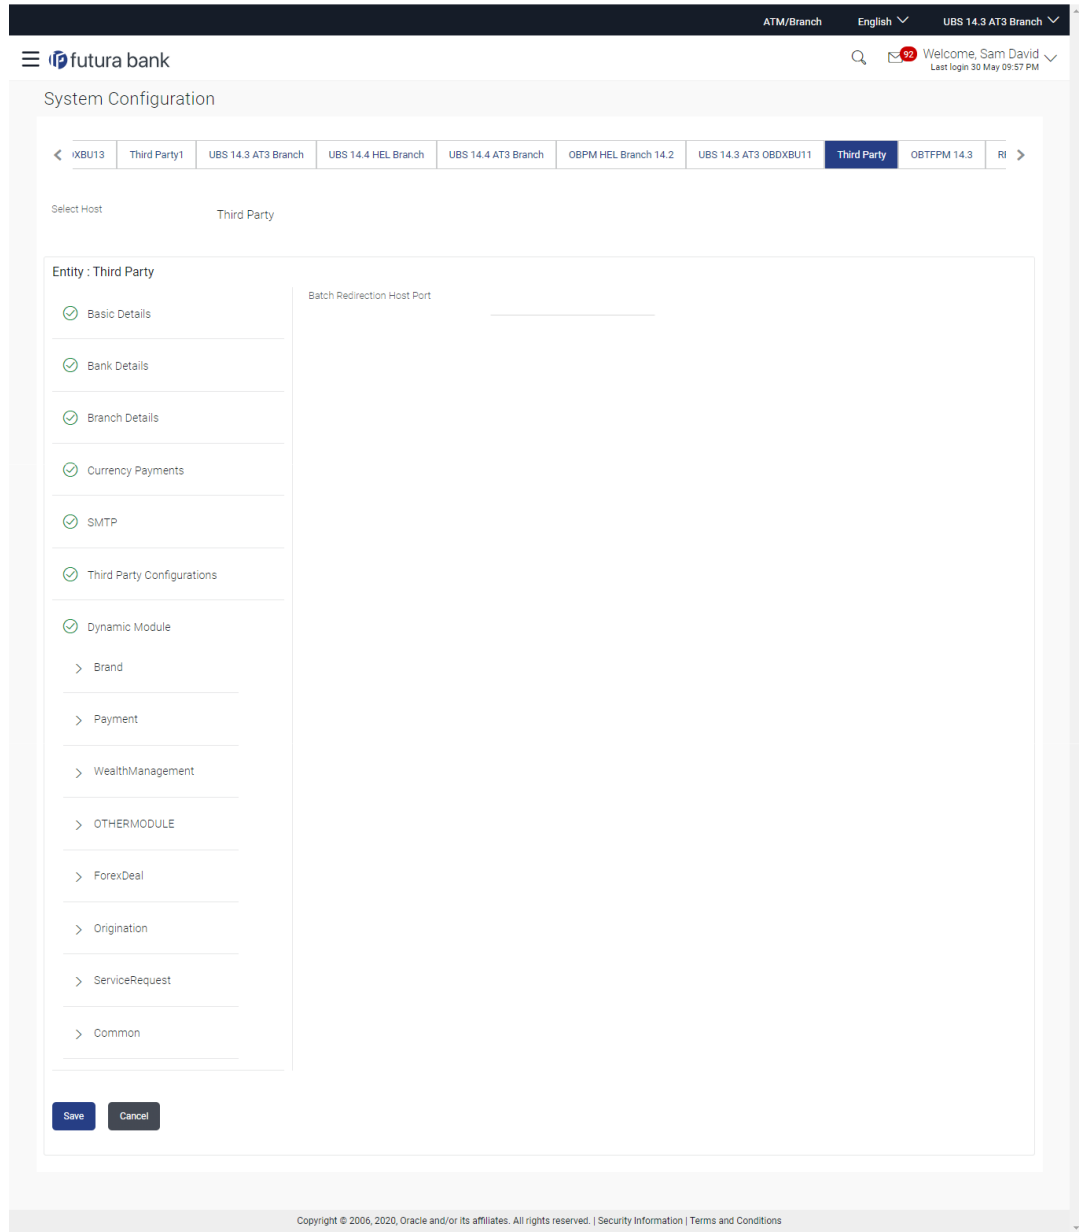 ATM/Branch English UBS 14.3 AT3 Branch
futura bank 92 Welcome, Sam David
Last login 30 May 09:57 PM
System Configuration
XBU13 Third Party1 UBS 14.3 AT3 Branch UBS 14.4 HEL Branch UBS 14.4 AT3 Branch OBPM HEL Branch 14.2 UBS 14.3 AT3 OBDXBU11 Third Party OBTFPM 14.3
Select Host Third Party
Entity : Third Party
Batch Redirection Host Port
Basic Details
Bank Details
Branch Details
Currency Payments
SMTP
Third Party Configurations
Dynamic Module
Brand
Payment
WealthManagement
OTHERMODULE
ForexDeal
Origination
ServiceRequest
Common
Save Cancel
Copyright © 2006, 2020, Oracle and/or its affiliates. All rights reserved. | Security Information | Terms and Conditions